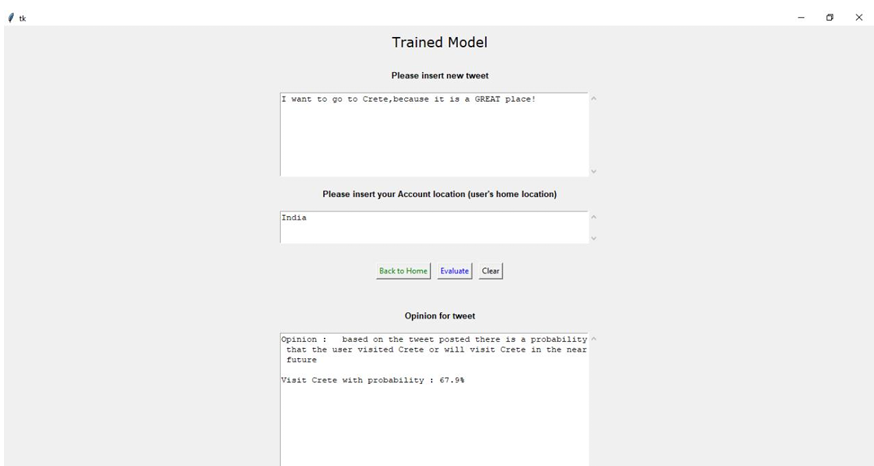 tk
Trained Model
Please insert new tweet
I want to go to Crete,because it is a GREAT place!
Please insert your Account location (user's home location)
India
Back to Home Evaluate Clear
Opinion for tweet
Opinion :   based on the tweet posted there is a probability
that the user visited Crete or will visit Crete in the near
future
Visit Crete with probability : 67.9%